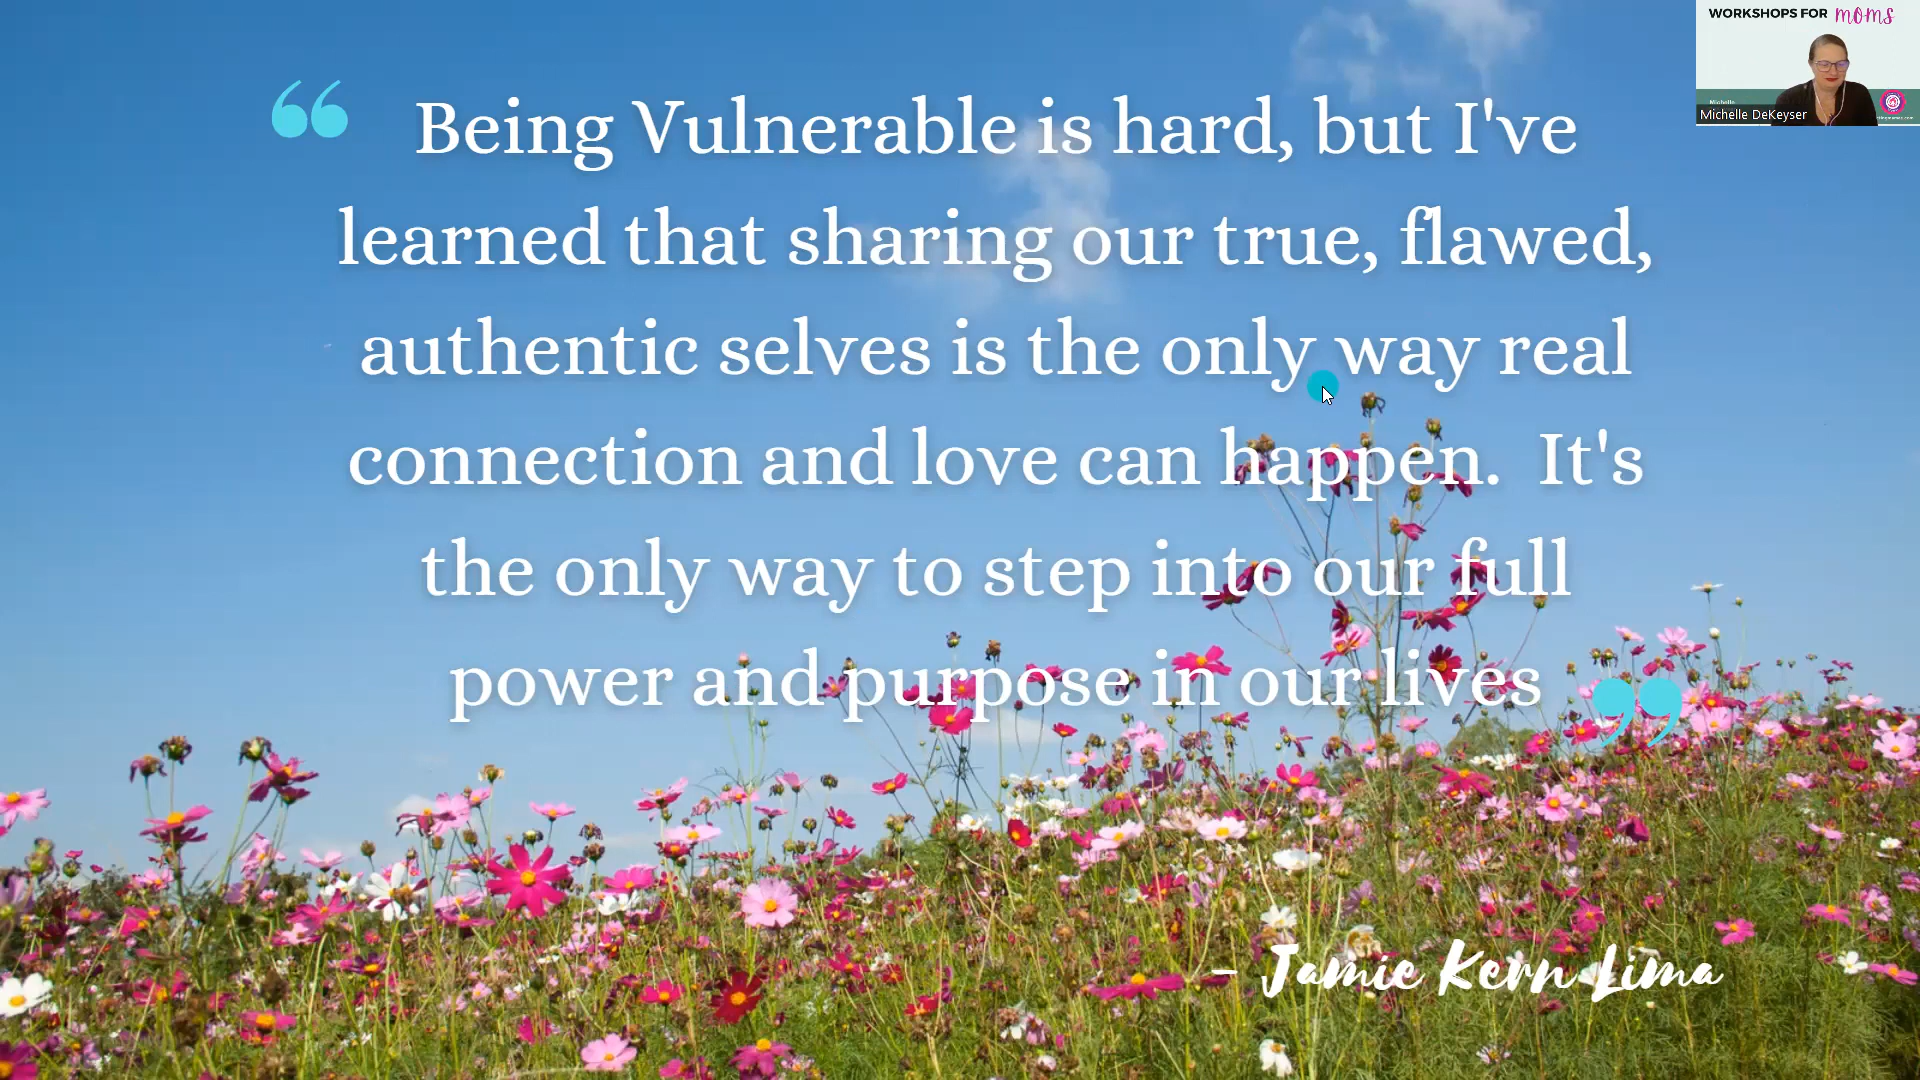 WORKSHOPS FOR moms
Michelle
Michelle DeKeyser
“ Being Vulnerable is hard, but I've
learned that sharing our true, flawed,
authentic selves is the only way real
connection and love can happen.  It's
the only way to step into our full
power and purpose in our lives ”
- Jamie Kern Lima